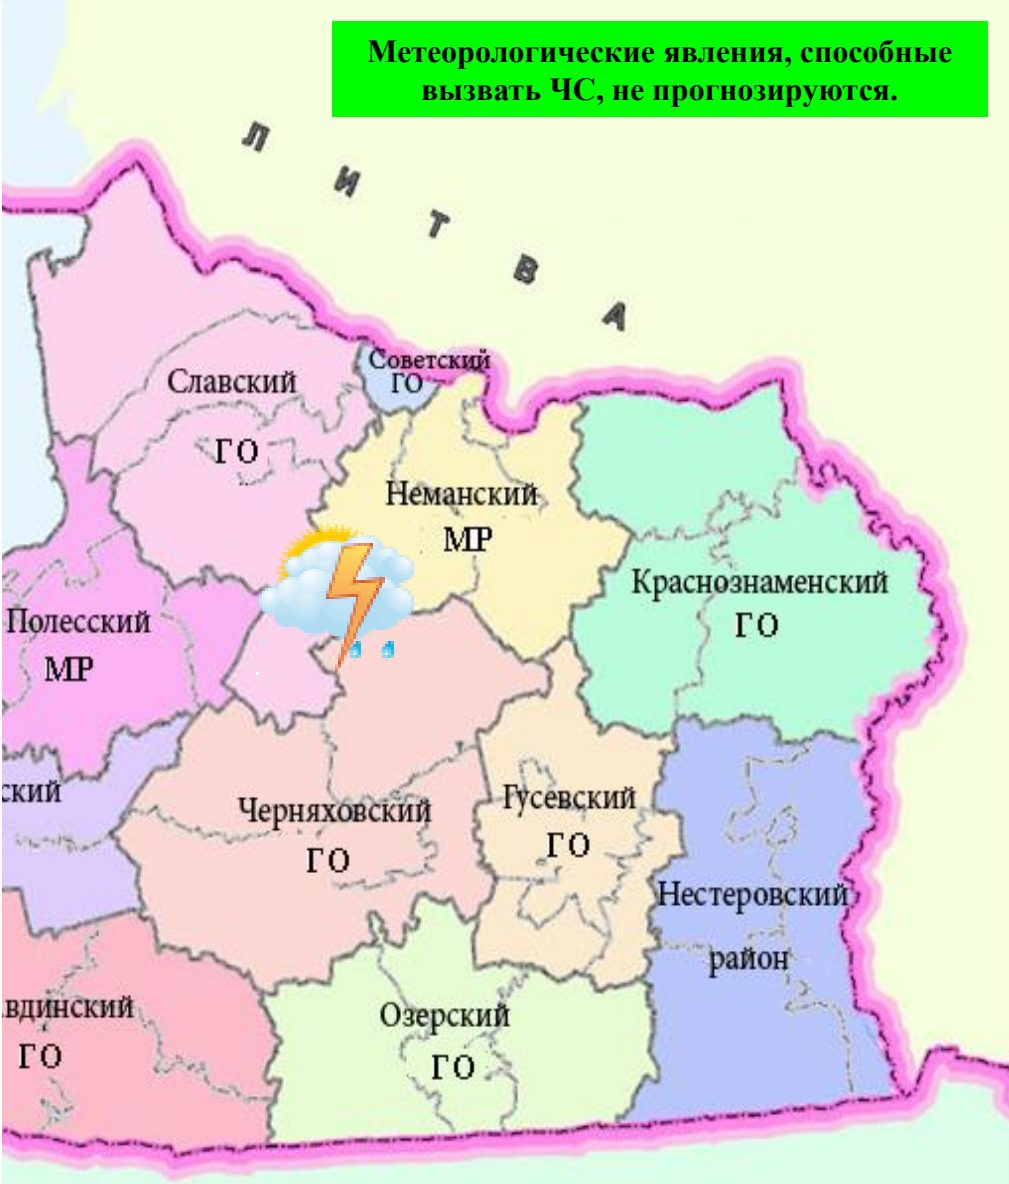 Метеорологические явления, способные
вызвать ЧС, не прогнозируются.
ЛИТВА
Советский
ГО
Славский
ГО
Неманский
МР
Краснознаменский
ГО
Полесский
МР
ский
Черняховский
ГО
Гусевский
ГО
Нестеровский
район
вдинский
ГО
Озерский
ГО